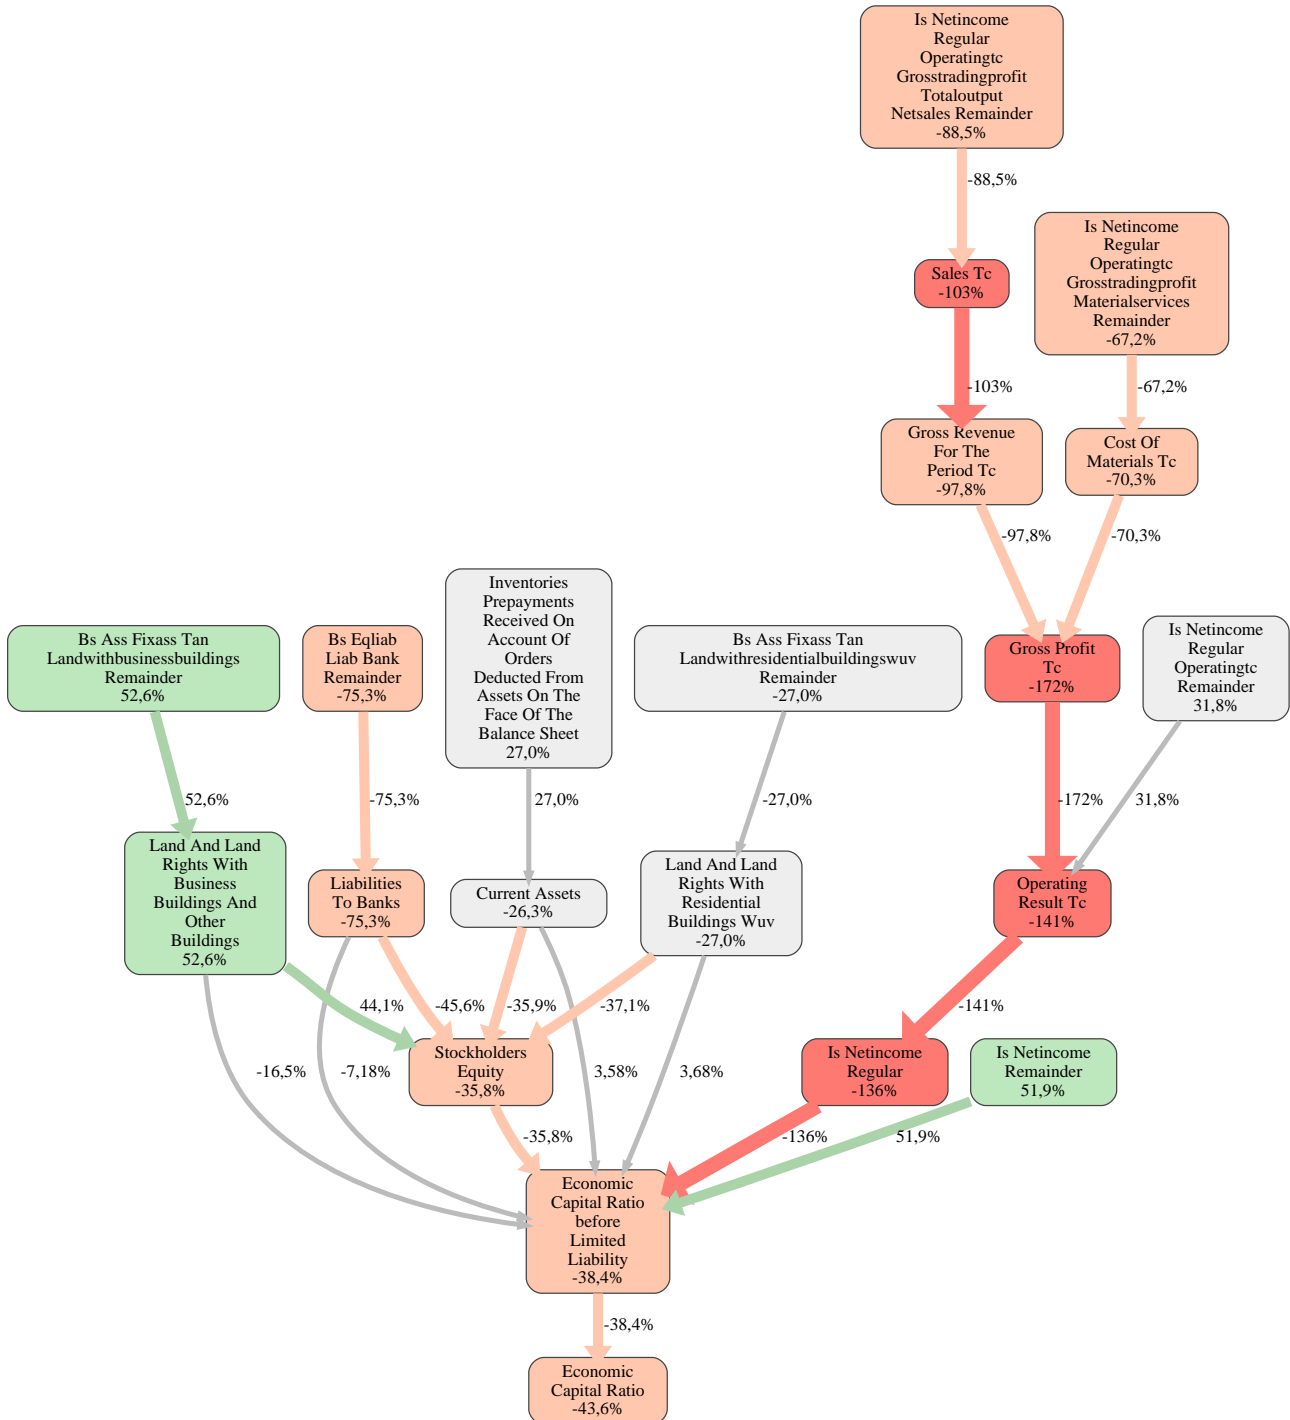 Is Netincome
Regular
Operatingtc
Grosstradingprofit
Totaloutput
Netsales Remainder
-88,5%
-88,5%
Is Netincome
Regular
Operatingtc
Grosstradingprofit
Materialservices
Remainder
-67,2%
Sales Tc
-103%
-103%
-67,2%
Gross Revenue
For The
Period Tc
-97,8%
Cost Of
Materials Tc
-70,3%
-97,8%
-70,3%
Bs Ass Fixass Tan
Landwithbusinessbuildings
Remainder
52,6%
Bs Eqliab
Liab Bank
Remainder
-75,3%
Inventories
Prepayments
Received On
Account Of
Orders
Deducted From
Assets On The
Face Of The
Balance Sheet
27,0%
Bs Ass Fixass Tan
Landwithresidentialbuildingswuv
Remainder
-27,0%
Gross Profit
Tc
-172%
Is Netincome
Regular
Operatingtc
Remainder
31,8%
52,6%
-75,3%
27,0%
-27,0%
-172%
31,8%
Land And Land
Rights With
Business
Buildings And
Other
Buildings
52,6%
Liabilities
To Banks
-75,3%
Current Assets
-26,3%
Land And Land
Rights With
Residential
Buildings Wuv
-27,0%
Operating
Result Tc
-141%
44,1%
-45,6%
-35,9%
-37,1%
-141%
-16,5%
-7,18%
Stockholders
Equity
-35,8%
3,58%
3,68%
Is Netincome
Regular
-136%
Is Netincome
Remainder
51,9%
-35,8%
-136%
51,9%
Economic
Capital Ratio
before
Limited
Liability
-38,4%
-38,4%
Economic
Capital Ratio
-43,6%